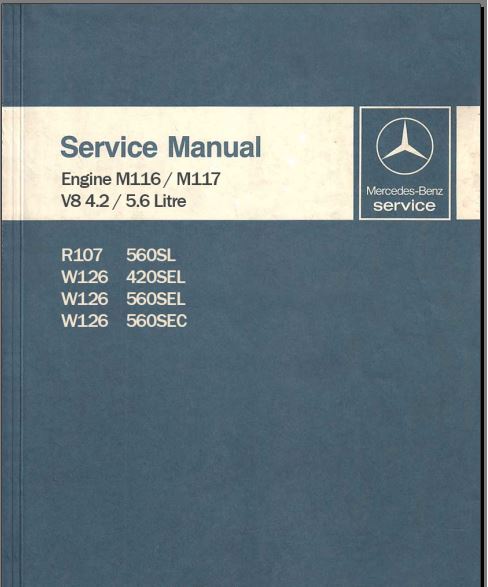 Service Manual
Engine M116 / M117
V8 4.2 / 5.6 Litre
Mercedes-Benz
service
R107 560SL
W126 420SEL
W126 560SEL
W126 560SEC